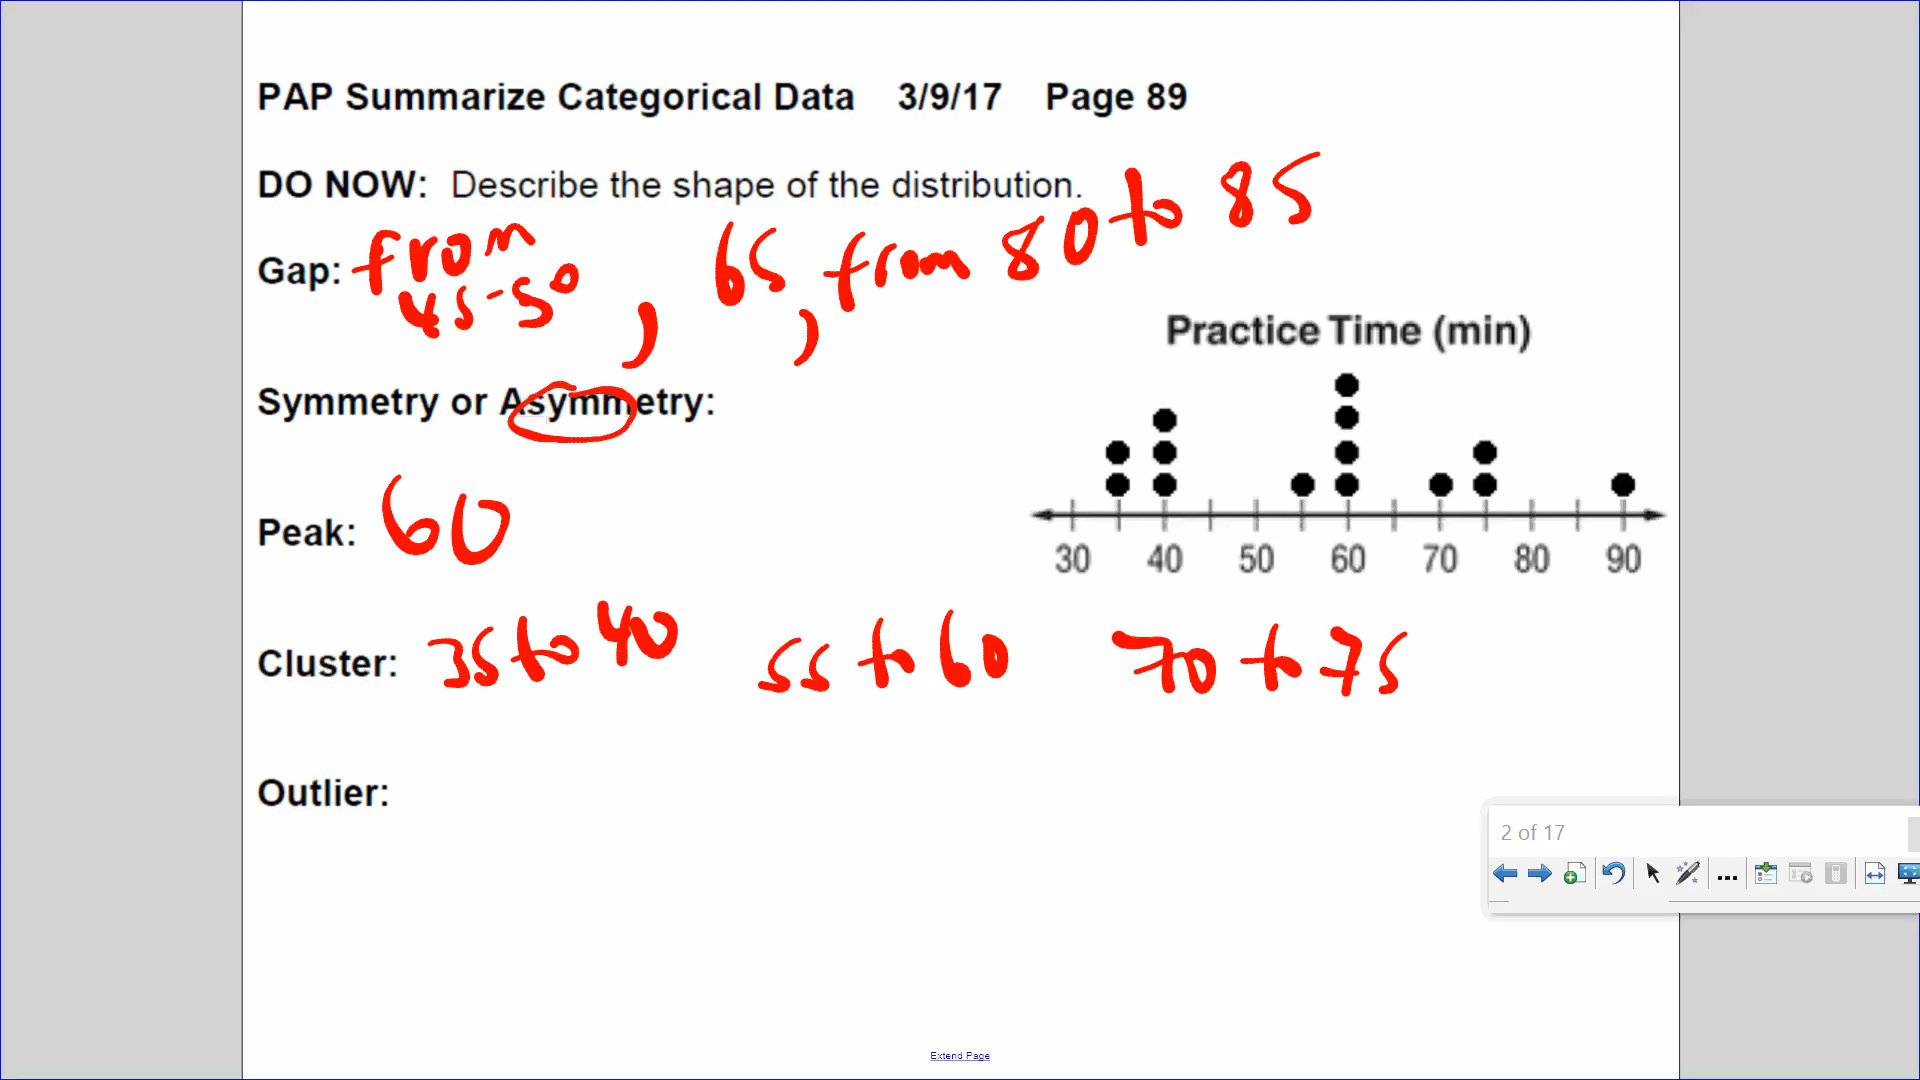 PAP Summarize Categorical Data 3/9/17 Page 89
DO NOW: Describe the shape of the distribution.
Gap: from 45-50, 65, from 80 to 85
Practice Time (min)
Symmetry or Asymmetry:
Peak: 60
30 40 50 60 70 80 90
Cluster: 35 to 40 55 to 60 70 to 75
Outlier:
2 of 17
Extend Page